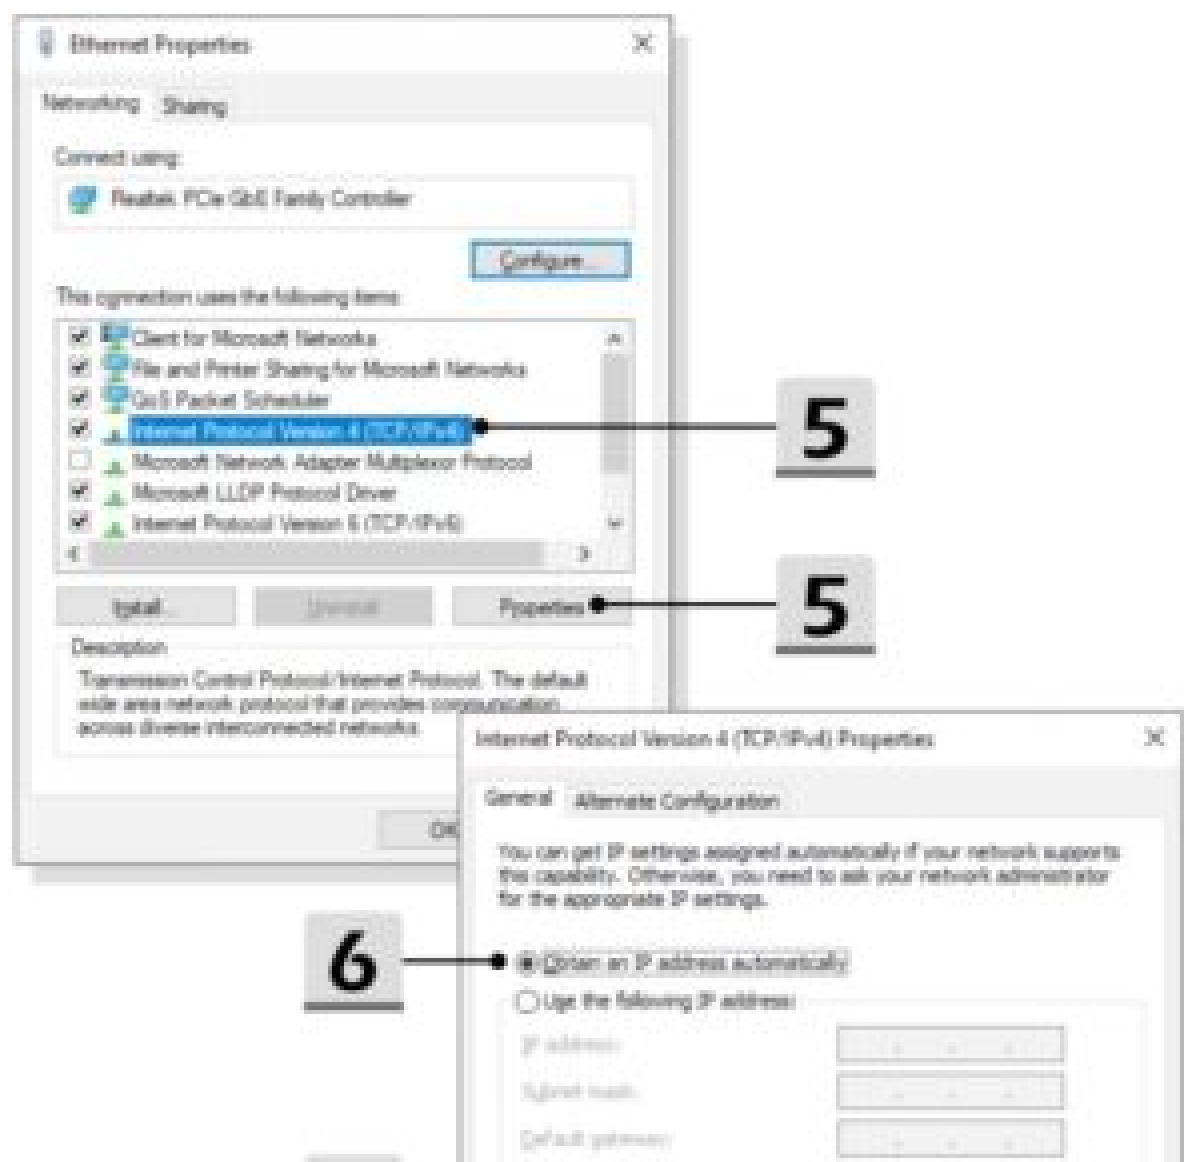 Ethernet Properties
Networking Sharing
Connect using:
Realtek PCIe GbE Family Controller
Configure...
This connection uses the following items:
Client for Microsoft Networks
File and Printer Sharing for Microsoft Networks
QoS Packet Scheduler
Internet Protocol Version 4 (TCP/IPv4)
5
Microsoft Network Adapter Multiplexor Protocol
Microsoft LLDP Protocol Driver
Internet Protocol Version 6 (TCP/IPv6)
Install... Uninstall Properties
5
Description
Transmission Control Protocol/Internet Protocol. The default
wide area network protocol that provides communication
across diverse interconnected networks.
OK
Internet Protocol Version 4 (TCP/IPv4) Properties
General Alternate Configuration
You can get IP settings assigned automatically if your network supports
this capability. Otherwise, you need to ask your network administrator
for the appropriate IP settings.
6
Obtain an IP address automatically
Use the following IP address:
IP address:
Subnet mask:
Default gateway: